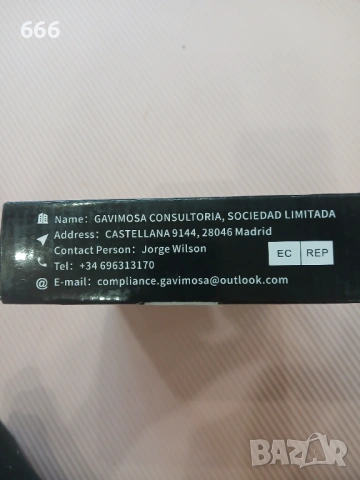 666
Name: GAVIMOSA CONSULTORIA, SOCIEDAD LIMITADA
Address: CASTELLANA 9144, 28046 Madrid
Contact Person: Jorge Wilson
Tel: +34 696313170
E-mail: compliance.gavimosa@outlook.com
EC REP
BAZAR